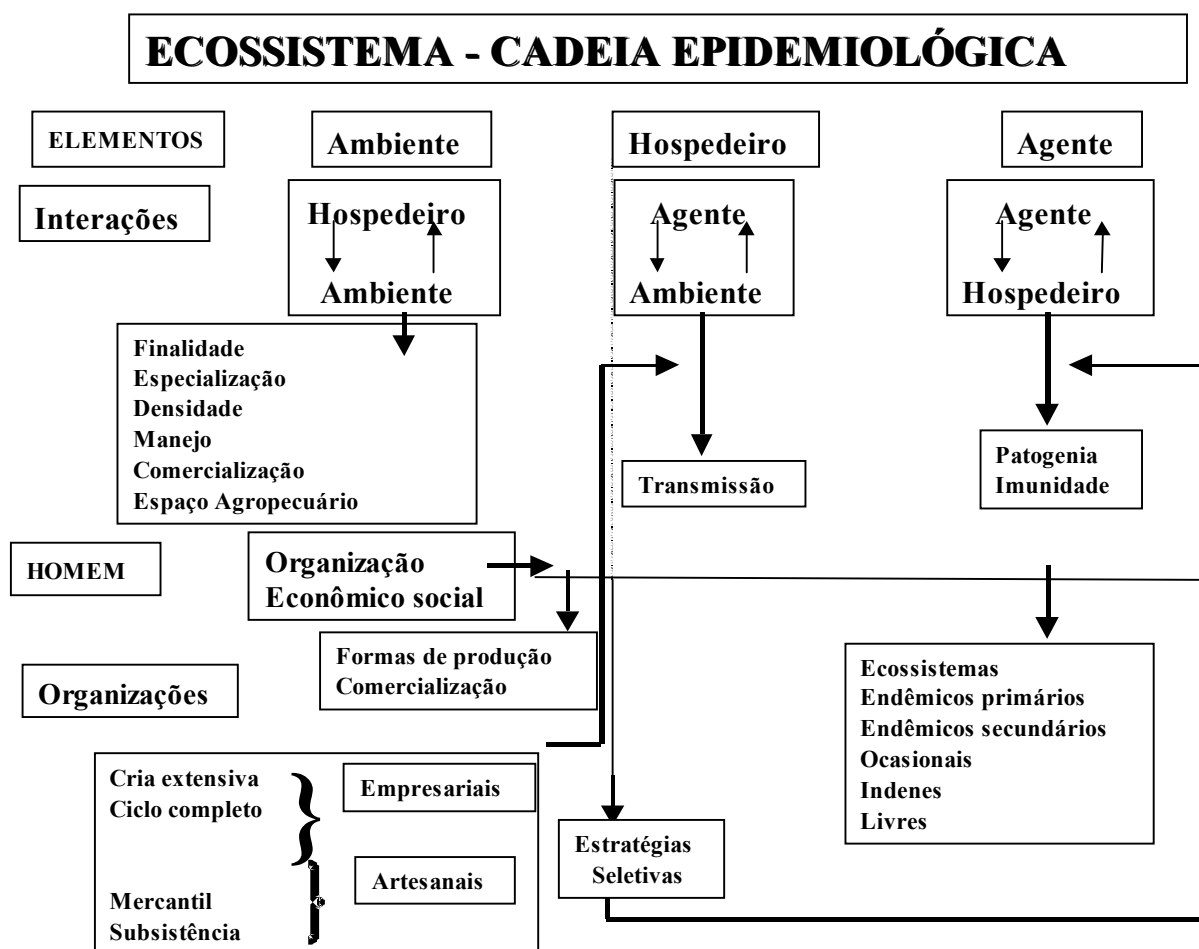 ECOSSISTEMA - CADEIA EPIDEMIOLÓGICA
ELEMENTOS
Ambiente
Hospedeiro
Agente
Interações
Hospedeiro
Ambiente
Agente
Ambiente
Agente
Hospedeiro
Finalidade
Especialização
Densidade
Manejo
Comercialização
Espaço Agropecuário
Transmissão
Patogenia
Imunidade
HOMEM
Organização
Econômico social
Formas de produção
Comercialização
Organizações
Ecossistemas
Endêmicos primários
Endêmicos secundários
Ocasionais
Indenes
Livres
Cria extensiva
Ciclo completo
Empresariais
Mercantil
Subsistência
Artesanais
Estratégias
Seletivas